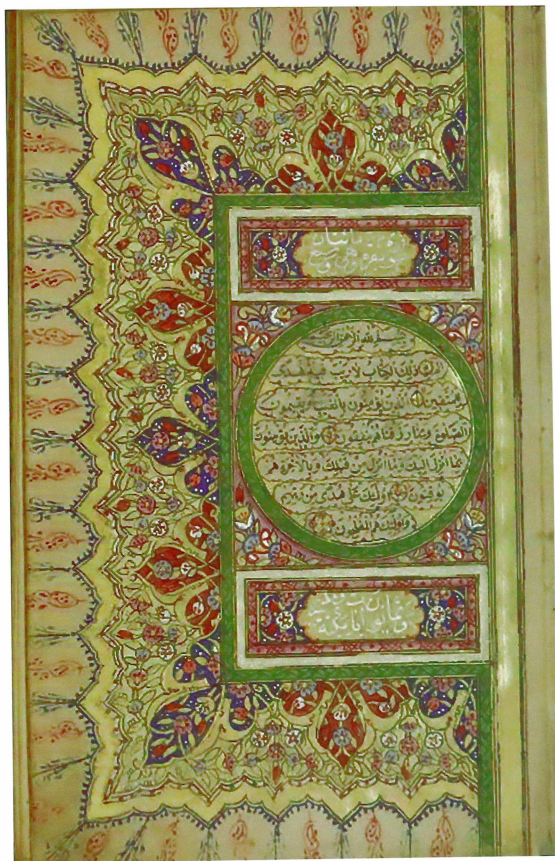 بسم الله الرحمن الرحيم
الم ذلك الكتاب لا ريب فيه هدى
للمتقين الذين يؤمنون بالغيب ويقيمون
الصلوة ومما رزقناهم ينفقون والذين يؤمنون
بما انزل اليك وما انزل من قبلك وبالاخرة هم
يوقنون اولئك على هدى من ربهم
واولئك هم المفلحون